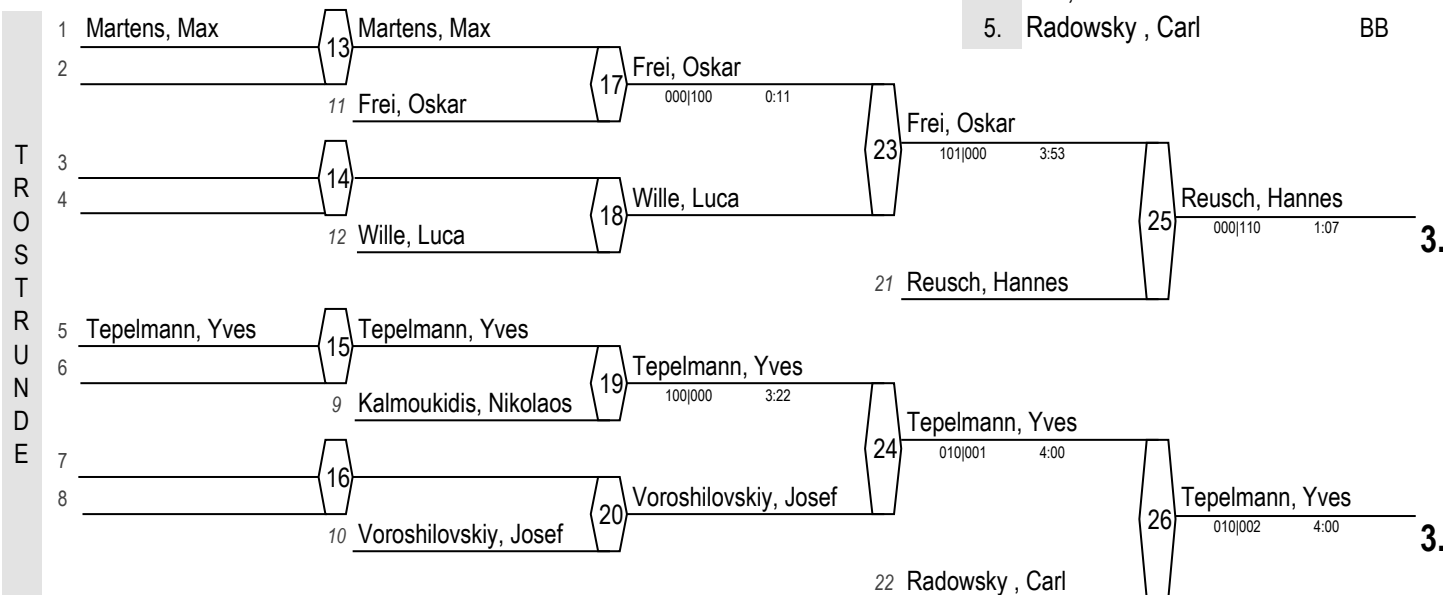 5. Radowsky , Carl BB
TROSTRUNDE
1 Martens, Max 13 Martens, Max
2
17 Frei, Oskar
000|100 0:11
11 Frei, Oskar
23 Frei, Oskar
101|000 3:53
3
14
4
18 Wille, Luca
12 Wille, Luca
25 Reusch, Hannes
000|110 1:07
3.
21 Reusch, Hannes
5 Tepelmann, Yves 15 Tepelmann, Yves
6
19 Tepelmann, Yves
100|000 3:22
9 Kalmoukidis, Nikolaos
24 Tepelmann, Yves
010|001 4:00
7
16
8
20 Voroshilovskiy, Josef
10 Voroshilovskiy, Josef
26 Tepelmann, Yves
010|002 4:00
3.
22 Radowsky , Carl